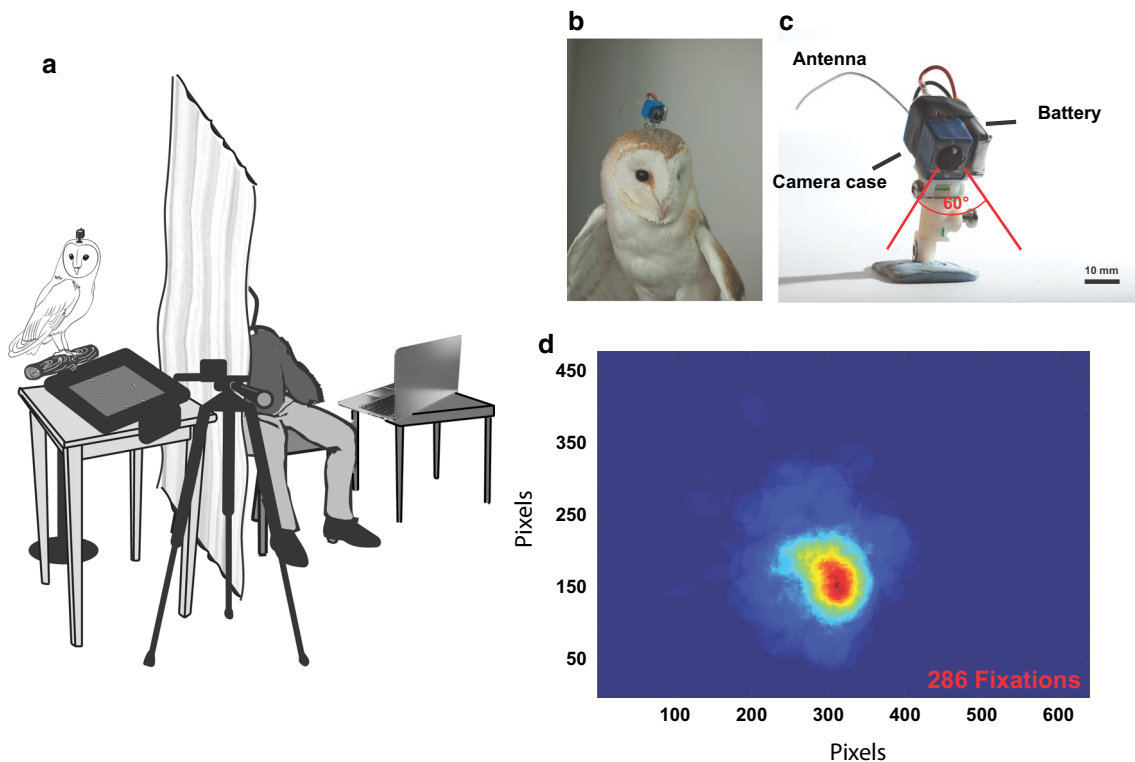 a
b
c
Antenna
Battery
Camera case
60°
10 mm
d
450
350
250
150
50
Pixels
286 Fixations
100
200
300
400
500
600
Pixels